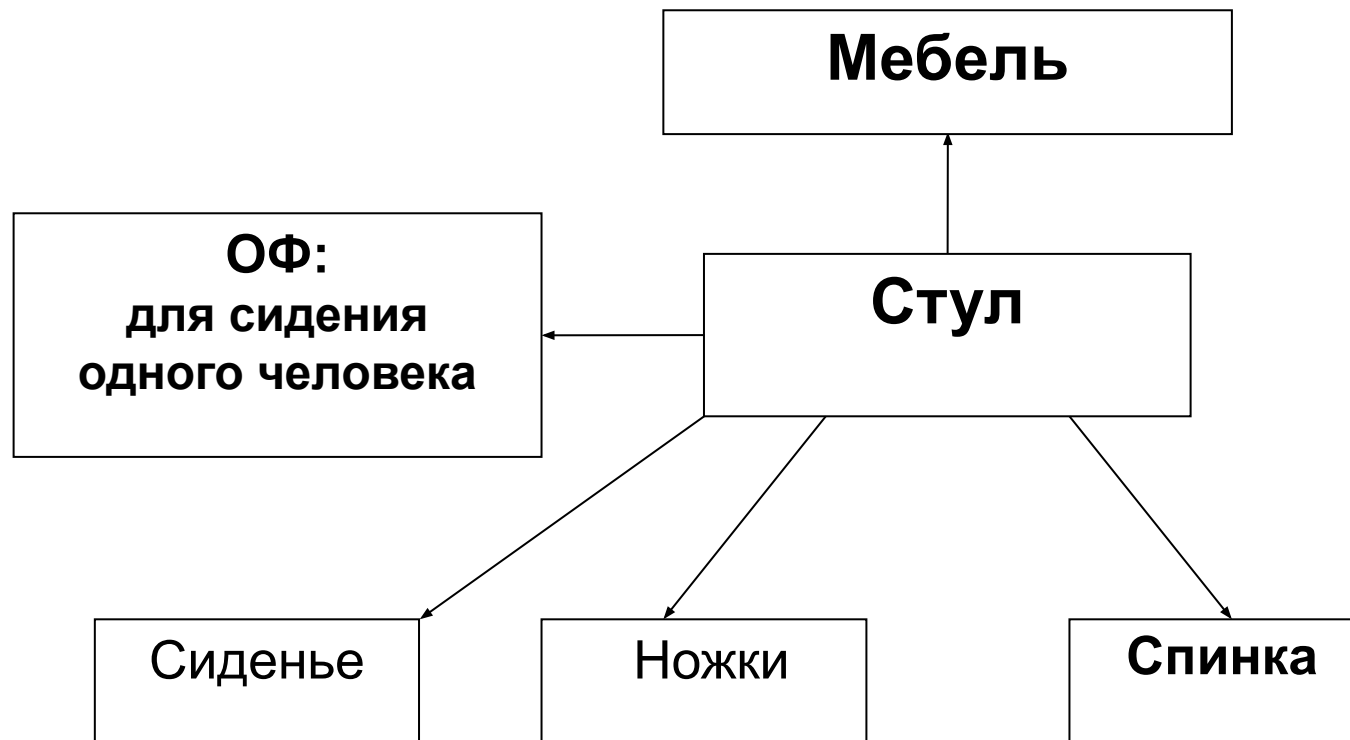 Мебель
ОФ:
для сидения
одного человека
Стул
Сиденье
Ножки
Спинка